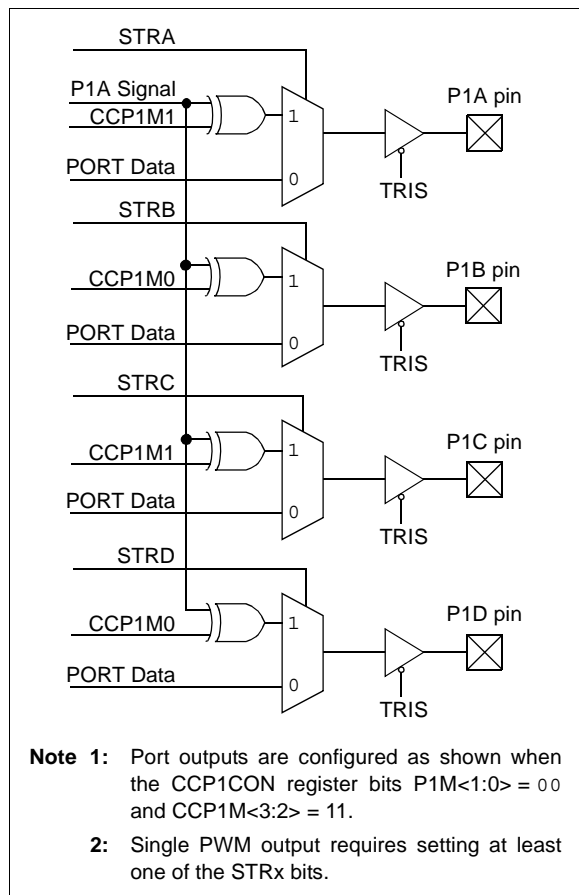 STRA
P1A Signal
CCP1M1
1
P1A pin
PORT Data
0
TRIS
STRB
CCP1M0
1
P1B pin
PORT Data
0
TRIS
STRC
CCP1M1
1
P1C pin
PORT Data
0
TRIS
STRD
CCP1M0
1
P1D pin
PORT Data
0
TRIS
Note 1: Port outputs are configured as shown when
the CCP1CON register bits P1M<1:0> = 00
and CCP1M<3:2> = 11.
2: Single PWM output requires setting at least
one of the STRx bits.